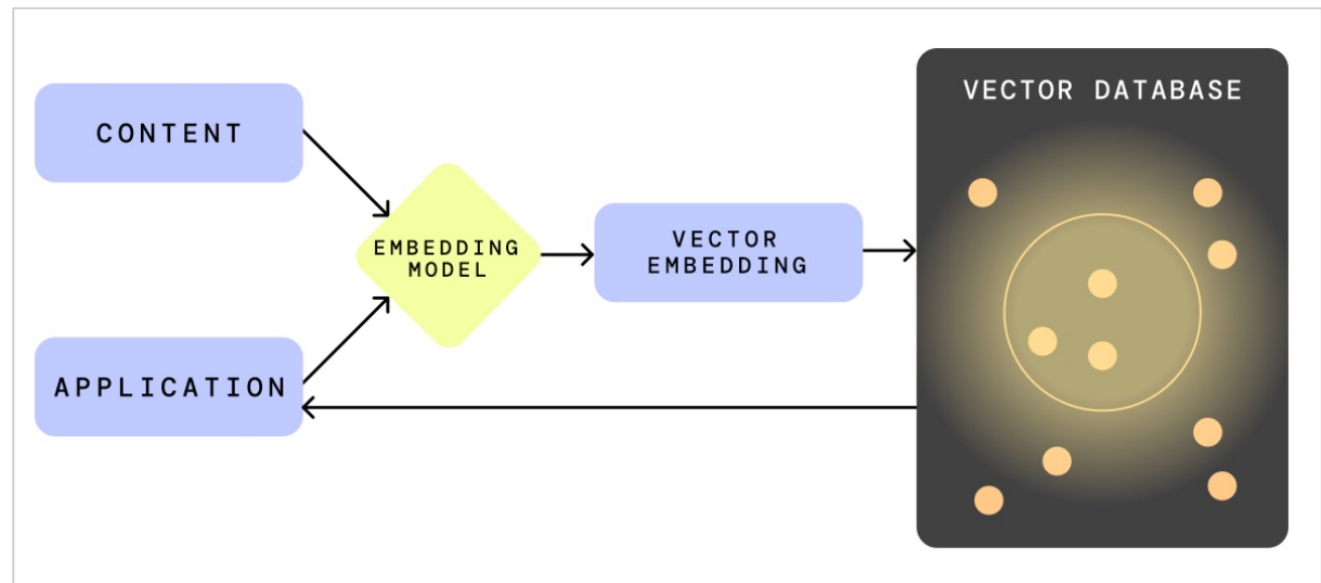 CONTENT
APPLICATION
EMBEDDING
MODEL
VECTOR
EMBEDDING
VECTOR DATABASE